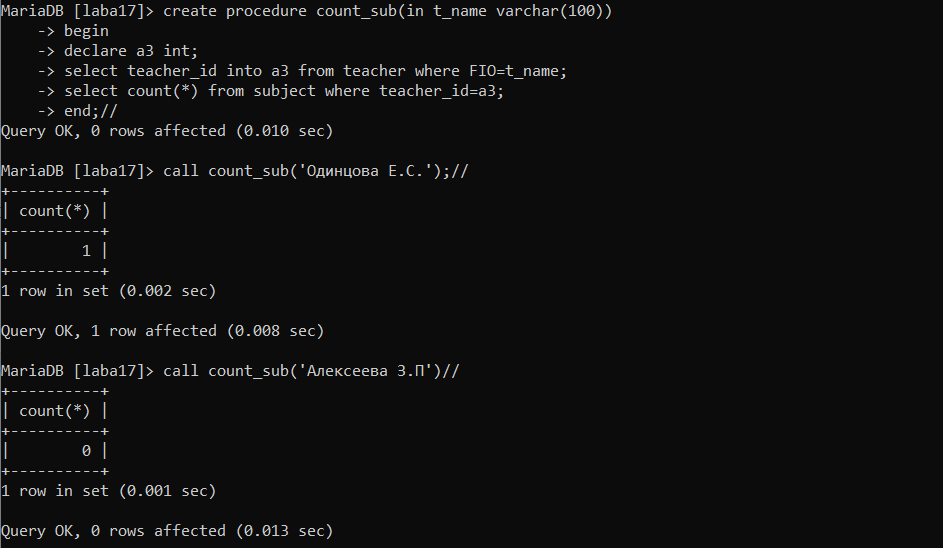 MariaDB [laba17]> create procedure count_sub(in t_name varchar(100))
    -> begin
    -> declare a3 int;
    -> select teacher_id into a3 from teacher where FIO=t_name;
    -> select count(*) from subject where teacher_id=a3;
    -> end;//
Query OK, 0 rows affected (0.010 sec)

MariaDB [laba17]> call count_sub('Одинцова Е.С.');//
+----------+
| count(*) |
+----------+
|        1 |
+----------+
1 row in set (0.002 sec)

Query OK, 1 row affected (0.008 sec)

MariaDB [laba17]> call count_sub('Алексеева З.П')//
+----------+
| count(*) |
+----------+
|        0 |
+----------+
1 row in set (0.001 sec)

Query OK, 0 rows affected (0.013 sec)